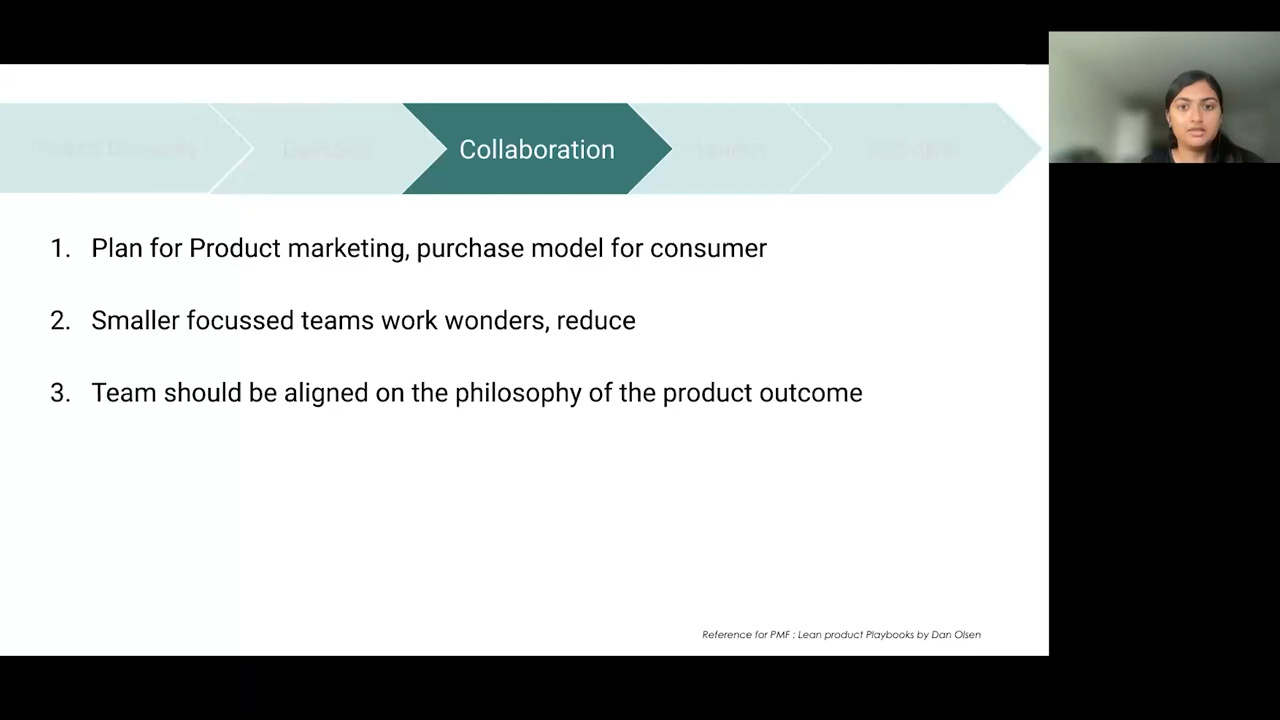 Collaboration
1. Plan for Product marketing, purchase model for consumer
2. Smaller focussed teams work wonders, reduce
3. Team should be aligned on the philosophy of the product outcome
Reference for PMF : Lean product Playbooks by Dan Olsen